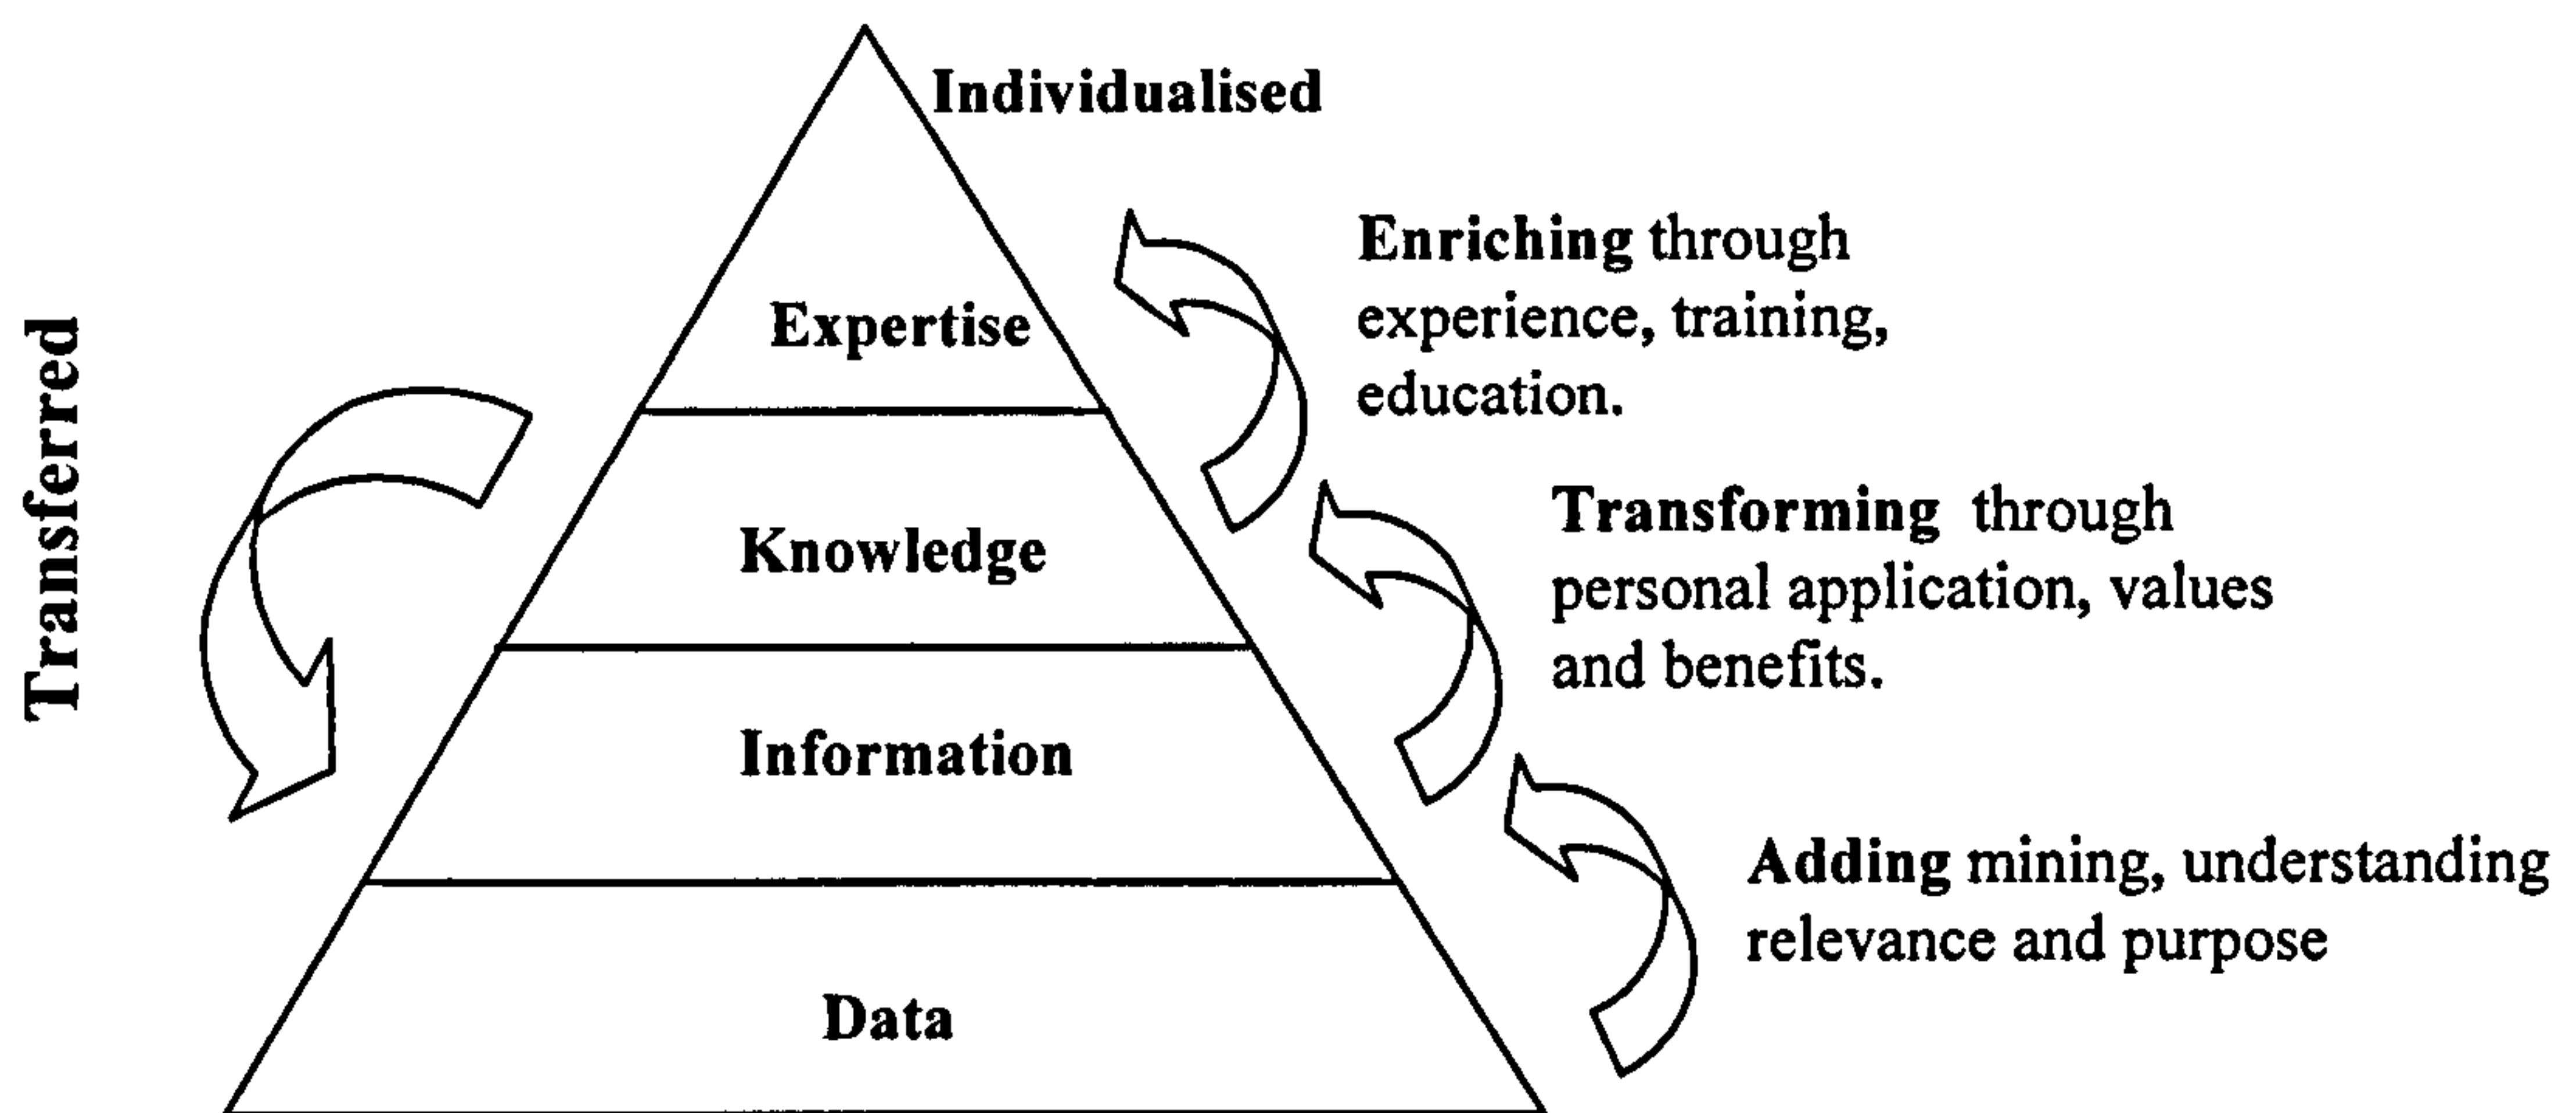 Individualised
Enriching through
experience, training,
education.
Expertise
Transferred
Transforming through
personal application, values
and benefits.
Knowledge
Information
Adding mining, understanding
relevance and purpose
Data